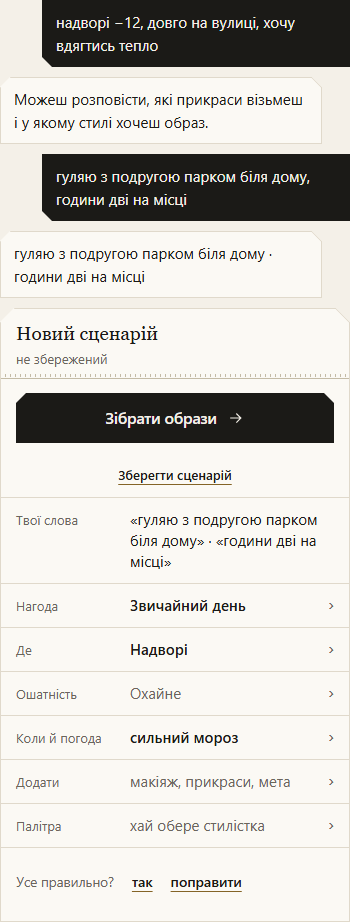 надворі −12, довго на вулиці, хочу
вдягтись тепло
Можеш розповісти, які прикраси візьмеш
і у якому стилі хочеш образ.
гуляю з подругою парком біля дому,
години дві на місці
гуляю з подругою парком біля дому ·
години дві на місці
Новий сценарій
не збережений
Зібрати образи →
Зберегти сценарій
Твої слова «гуляю з подругою парком
біля дому» · «години дві на
місці»
Нагода Звичайний день ›
Де Надворі ›
Ошатність Охайне ›
Коли й погода сильний мороз ›
Додати макіяж, прикраси, мета ›
Палітра хай обере стилістка ›
Усе правильно? так поправити